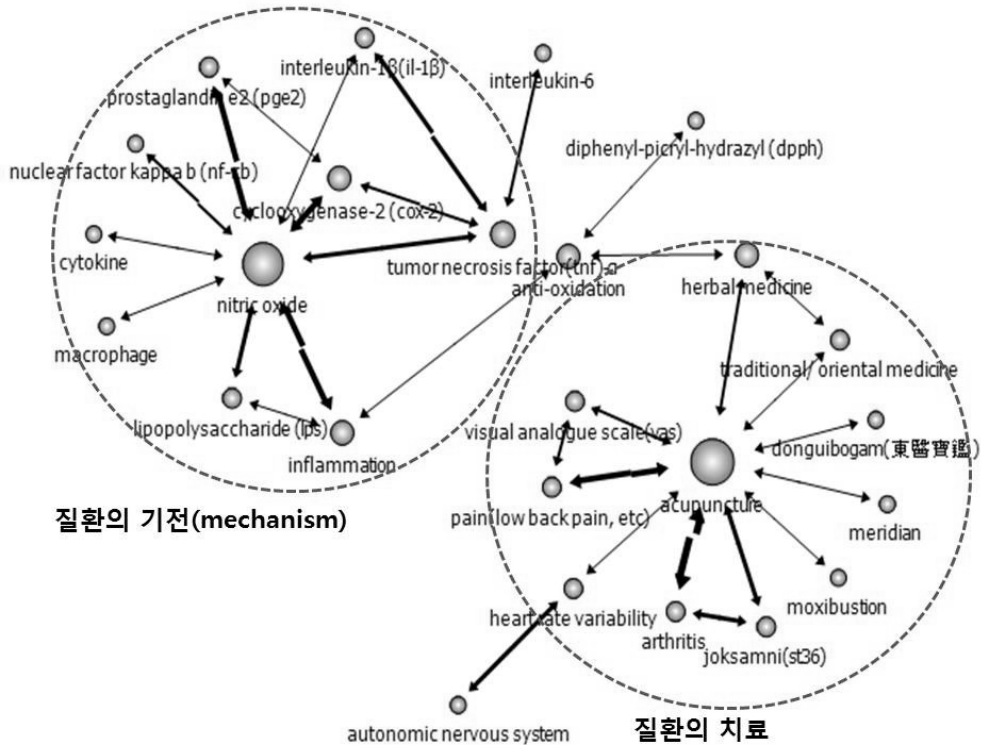 interleukin-1β(il-1β)
interleukin-6
prostaglandin e2 (pge2)
diphenyl-picryl-hydrazyl (dpph)
nuclear factor kappa b (nf-κb)
cyclooxygenase-2 (cox-2)
cytokine
tumor necrosis factor(tnf)-α
anti-oxidation
herbal medicine
nitric oxide
macrophage
traditional/ oriental medicine
lipopolysaccharide (lps)
visual analogue scale(vas)
donguibogam(東醫寶鑑)
inflammation
acupuncture
질환의 기전(mechanism)
pain(low back pain, etc)
meridian
moxibustion
heart rate variability
arthritis
joksamni(st36)
autonomic nervous system
질환의 치료